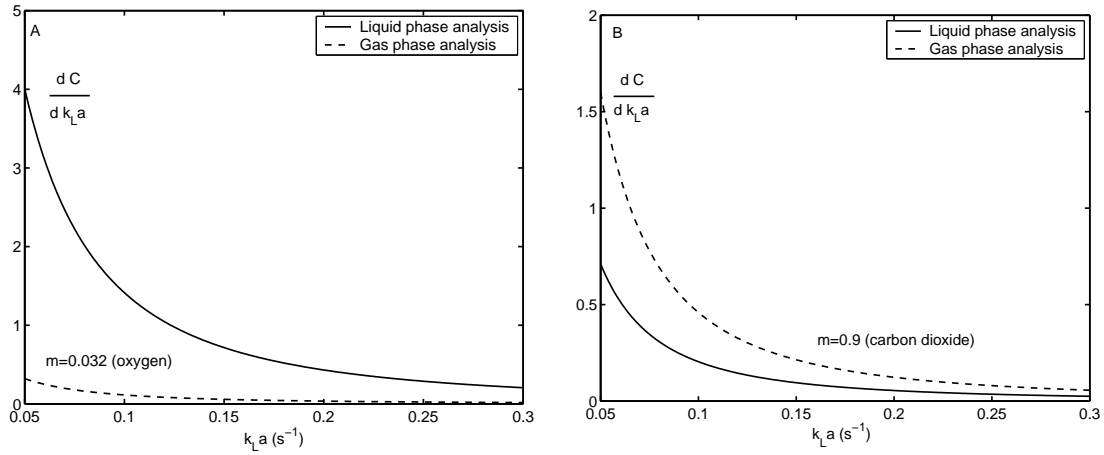 A
Liquid phase analysis
Gas phase analysis
d C
d k_L a
m=0.032 (oxygen)
5
4
3
2
1
0
0.05
0.1
0.15
0.2
0.25
0.3
k_L a (s⁻¹)
B
Liquid phase analysis
Gas phase analysis
d C
d k_L a
m=0.9 (carbon dioxide)
2
1.5
1
0.5
0
0.05
0.1
0.15
0.2
0.25
0.3
k_L a (s⁻¹)